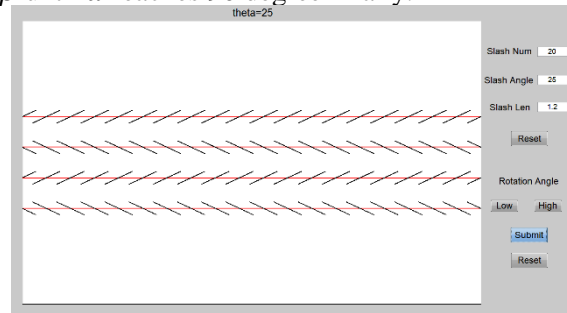 theta=25
Slash Num 20
Slash Angle 25
Slash Len 1.2
Reset
Rotation Angle
Low High
Submit
Reset